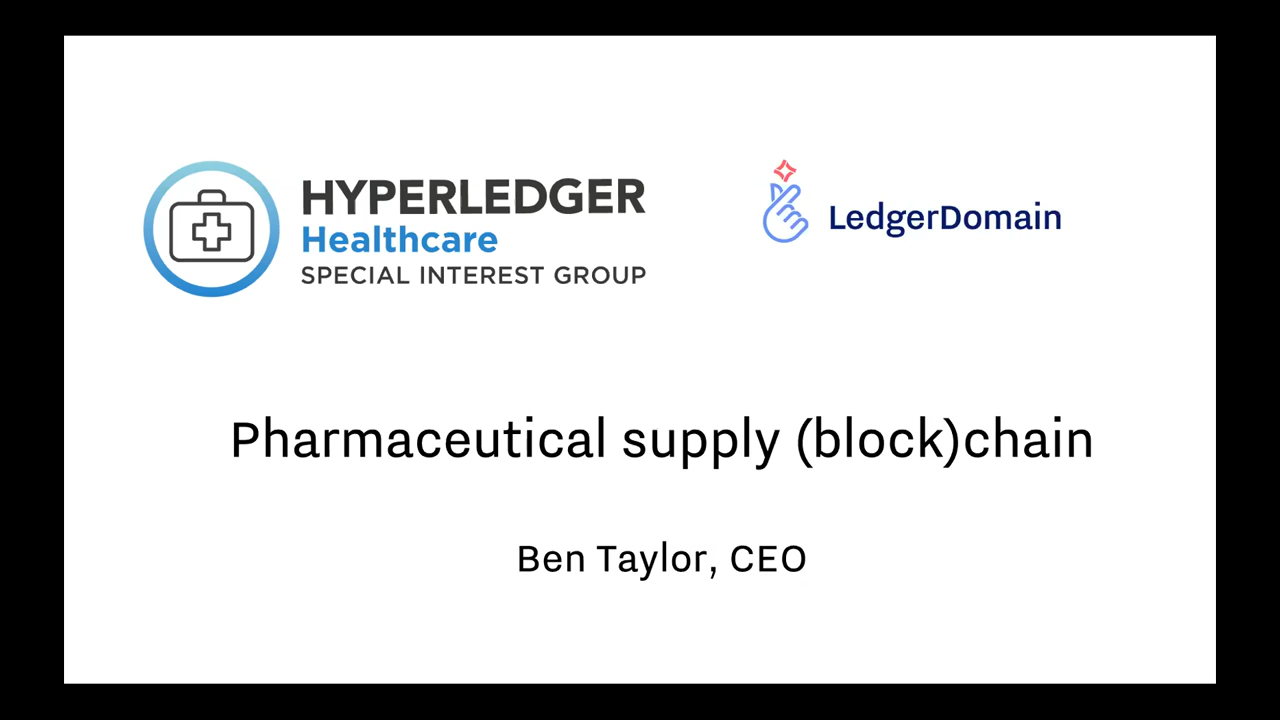 HYPERLEDGER
Healthcare
SPECIAL INTEREST GROUP
LedgerDomain
Pharmaceutical supply (block)chain
Ben Taylor, CEO